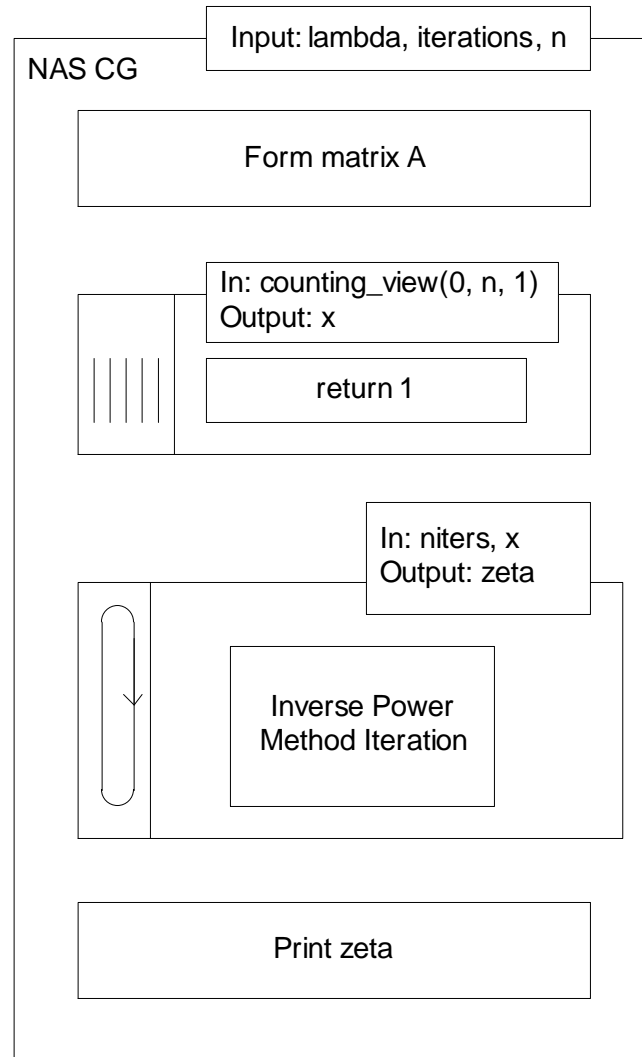 Input: lambda, iterations, n
NAS CG
Form matrix A
In: counting_view(0, n, 1)
Output: x
return 1
In: niters, x
Output: zeta
Inverse Power
Method Iteration
Print zeta